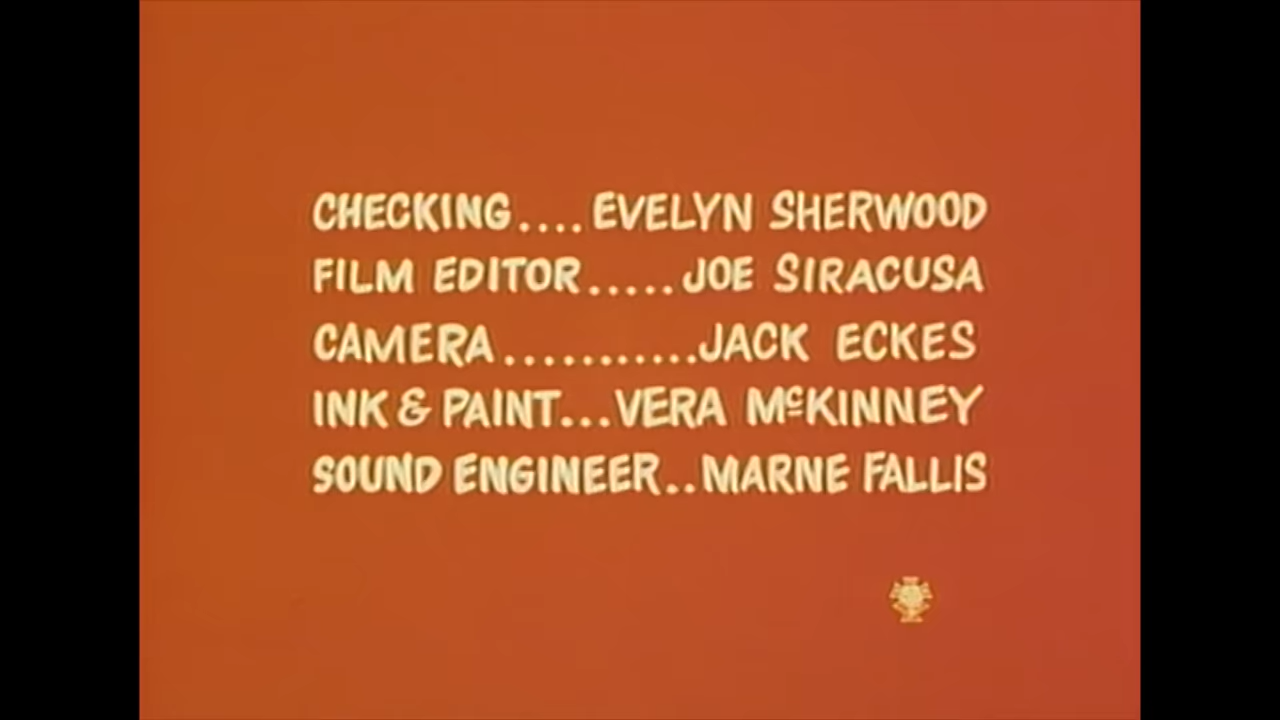 CHECKING....EVELYN SHERWOOD
FILM EDITOR.....JOE SIRACUSA
CAMERA...........JACK ECKES
INK & PAINT...VERA McKINNEY
SOUND ENGINEER..MARNE FALLIS